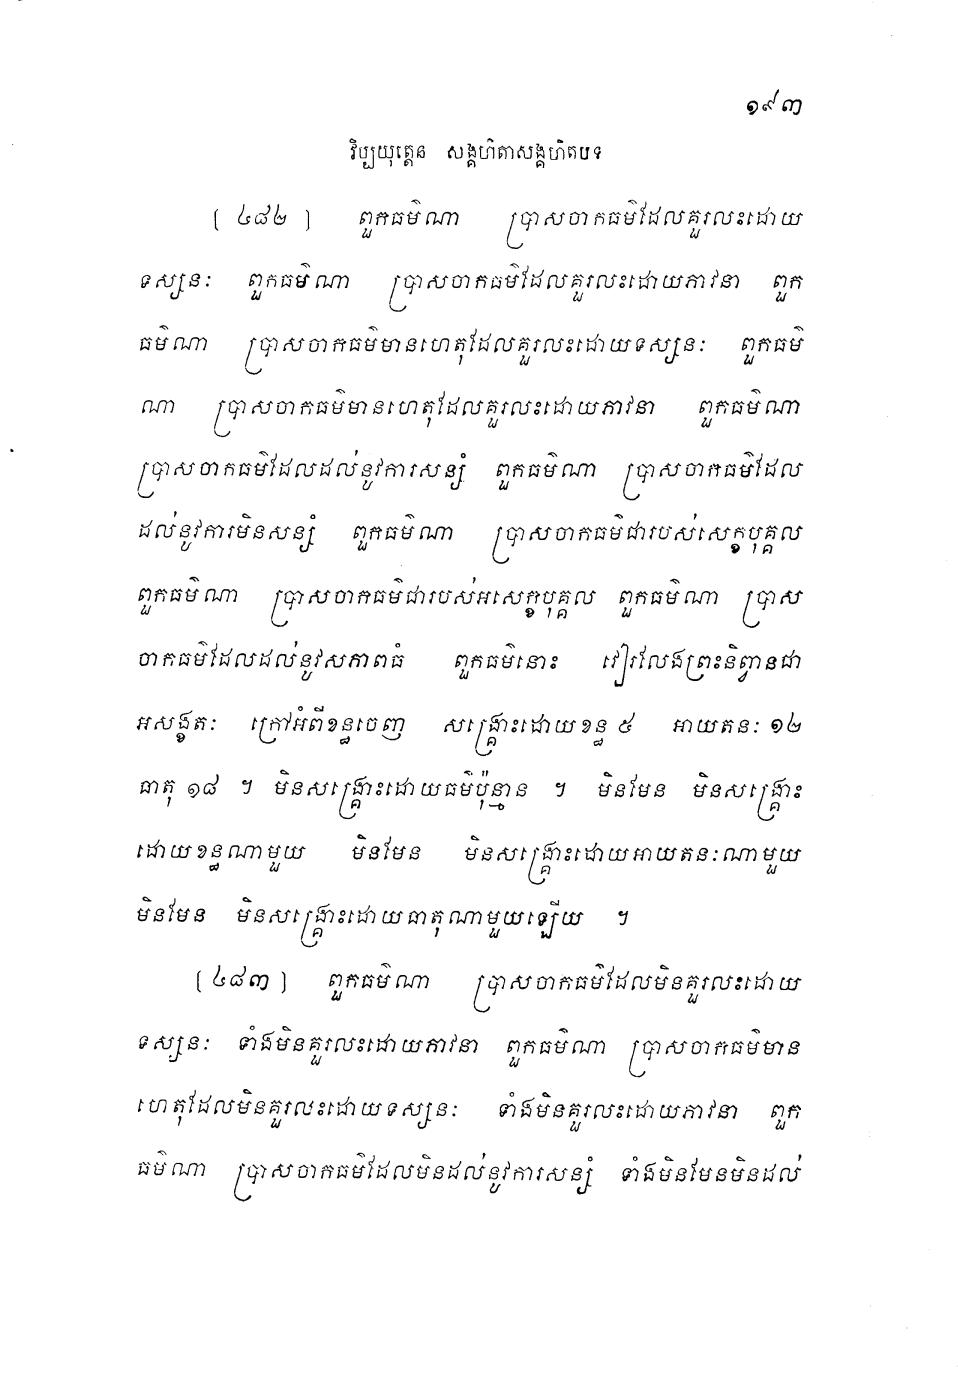 ១៩៣
វិប្បយុត្តេន សង្គហិតាសង្គហិតបទ
[ ៤៨២ ] ពួកធម៌ណា ប្រាសចាកធម៌ដែលគួរលះដោយ
ទស្សនៈ ពួកធម៌ណា ប្រាសចាកធម៌ដែលគួរលះដោយភាវនា ពួក
ធម៌ណា ប្រាសចាកធម៌មានហេតុដែលគួរលះដោយទស្សនៈ ពួកធម៌
ណា ប្រាសចាកធម៌មានហេតុដែលគួរលះដោយភាវនា ពួកធម៌ណា
ប្រាសចាកធម៌ដែលដល់នូវការសន្សំ ពួកធម៌ណា ប្រាសចាកធម៌ដែល
ដល់នូវការមិនសន្សំ ពួកធម៌ណា ប្រាសចាកធម៌ជារបស់សេក្ខបុគ្គល
ពួកធម៌ណា ប្រាសចាកធម៌ជារបស់អសេក្ខបុគ្គល ពួកធម៌ណា ប្រាស
ចាកធម៌ដែលដល់នូវសភាពធំ ពួកធម៌នោះ វៀរលែងព្រះនិព្វានជា
អសង្ខតៈ ក្រៅអំពីខន្ធចេញ សង្គ្រោះដោយខន្ធ ៥ អាយតនៈ ១២
ធាតុ ១៨ ។ មិនសង្គ្រោះដោយធម៌ប៉ុន្មាន ។ មិនមែន មិនសង្គ្រោះ
ដោយខន្ធណាមួយ មិនមែន មិនសង្គ្រោះដោយអាយតនៈណាមួយ
មិនមែន មិនសង្គ្រោះដោយធាតុណាមួយឡើយ ។
[ ៤៨៣ ] ពួកធម៌ណា ប្រាសចាកធម៌ដែលមិនគួរលះដោយ
ទស្សនៈ ទាំងមិនគួរលះដោយភាវនា ពួកធម៌ណា ប្រាសចាកធម៌មាន
ហេតុដែលមិនគួរលះដោយទស្សនៈ ទាំងមិនគួរលះដោយភាវនា ពួក
ធម៌ណា ប្រាសចាកធម៌ដែលមិនដល់នូវការសន្សំ ទាំងមិនមែនមិនដល់